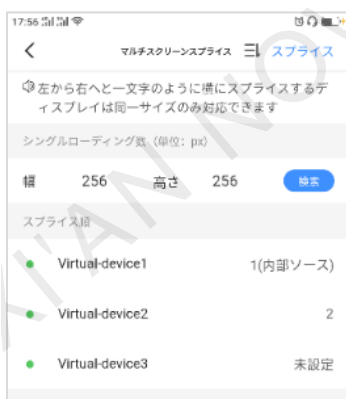 17:56
マルチスクリーンスプライス スプライス
左から右へと一文字のように横にスプライスするデ
ィスプレイは同一サイズのみ対応できます
シングルローディング数（単位：px）
幅 256 高さ 256 検索
スプライス順
Virtual-device1 1(内部ソース)
Virtual-device2 2
Virtual-device3 未設定
XI'AN NOV